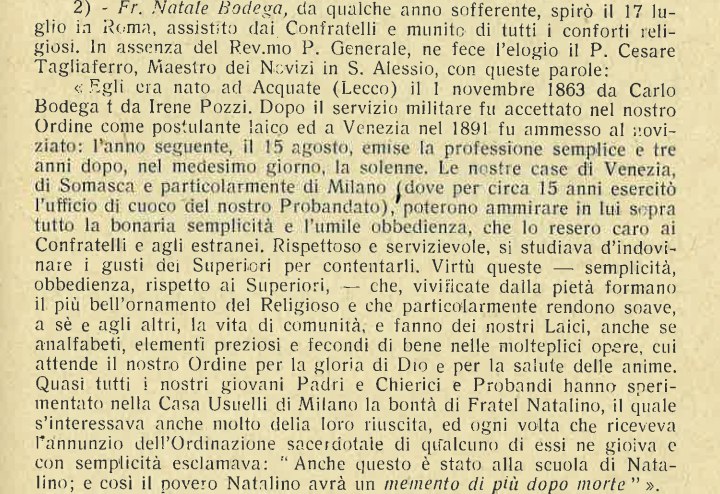 2) - Fr. Natale Bodega, da qualche anno sofferente, spirò il 17 lu-
glio in Roma, assistito dai Confratelli e munito di tutti i conforti reli-
giosi. In assenza del Rev.mo P. Generale, ne fece l'elogio il P. Cesare
Tagliaferro, Maestro dei Novizi in S. Alessio, con queste parole:
« Egli era nato ad Acquate (Lecco) il 1 novembre 1863 da Carlo
Bodega t da Irene Pozzi. Dopo il servizio militare fu accettato nel nostro
Ordine come postulante laico ed a Venezia nel 1891 fu ammesso al novi-
ziato: l'anno seguente, il 15 agosto, emise la professione semplice e tre
anni dopo, nel medesimo giorno, la solenne. Le nostre case di Venezia,
di Somasca e particolarmente di Milano (dove per circa 15 anni esercitò
l'ufficio di cuoco del nostro Probandato), poterono ammirare in lui sopra
tutto la bonaria semplicità e l'umile obbedienza, che lo resero caro ai
Confratelli e agli estranei. Rispettoso e servizievole, si studiava d'indovi-
nare i gusti dei Superiori per contentarli. Virtù queste — semplicità,
obbedienza, rispetto ai Superiori, — che, vivificate dalla pietà formano
il più bell'ornamento del Religioso e che particolarmente rendono soave,
a sè e agli altri, la vita di comunità, e fanno dei nostri Laici, anche se
analfabeti, elementi preziosi e fecondi di bene nelle molteplici opere, cui
attende il nostro Ordine per la gloria di Dio e per la salute delle anime.
Quasi tutti i nostri giovani Padri e Chierici e Probandi hanno speri-
mentato nella Casa Usuelli di Milano la bontà di Fratel Natalino, il quale
s'interessava anche molto della loro riuscita, ed ogni volta che riceveva
l'annunzio dell'Ordinazione sacerdotale di qualcuno di essi ne gioiva e
con semplicità esclamava: " Anche questo è stato alla scuola di Nata-
lino; e così il povero Natalino avrà un memento di più dopo morte " ».